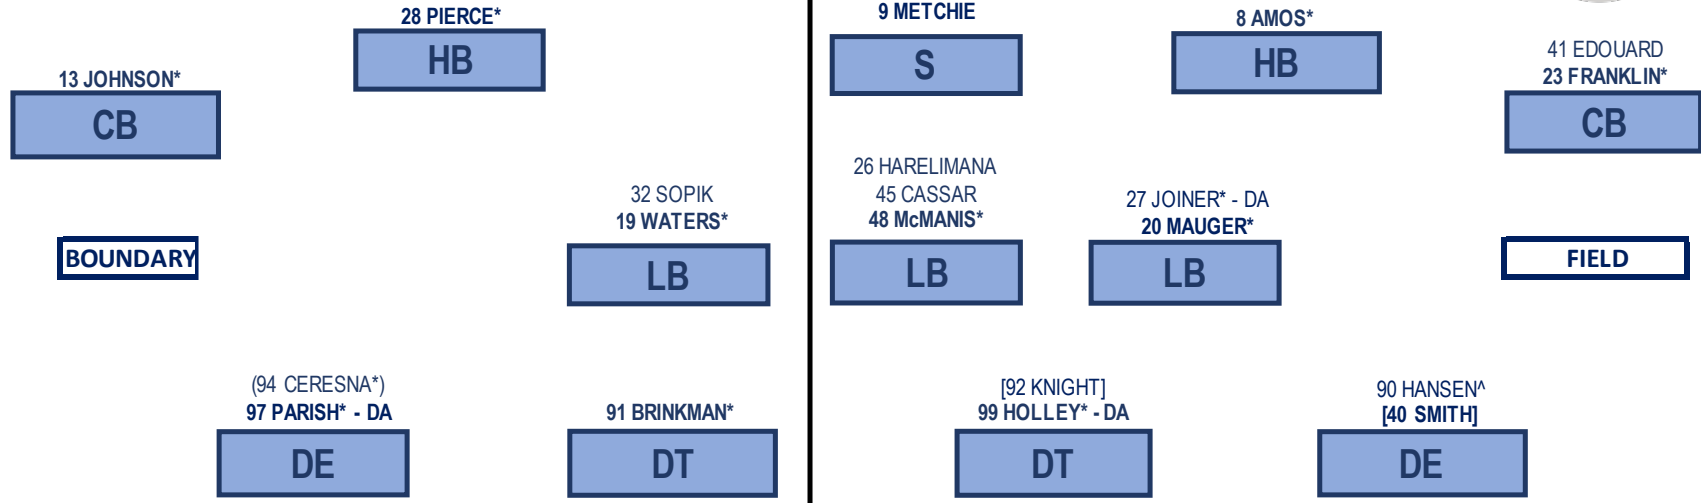 28 PIERCE*
HB
9 METCHIE
S
8 AMOS*
HB
41 EDOUARD
23 FRANKLIN*
CB
13 JOHNSON*
CB
32 SOPIK
19 WATERS*
LB
26 HARELIMANA
45 CASSAR
48 McMANIS*
LB
27 JOINER* - DA
20 MAUGER*
LB
BOUNDARY
FIELD
(94 CERESNA*)
97 PARISH* - DA
DE
91 BRINKMAN*
DT
[92 KNIGHT]
99 HOLLEY* - DA
DT
90 HANSEN^
[40 SMITH]
DE